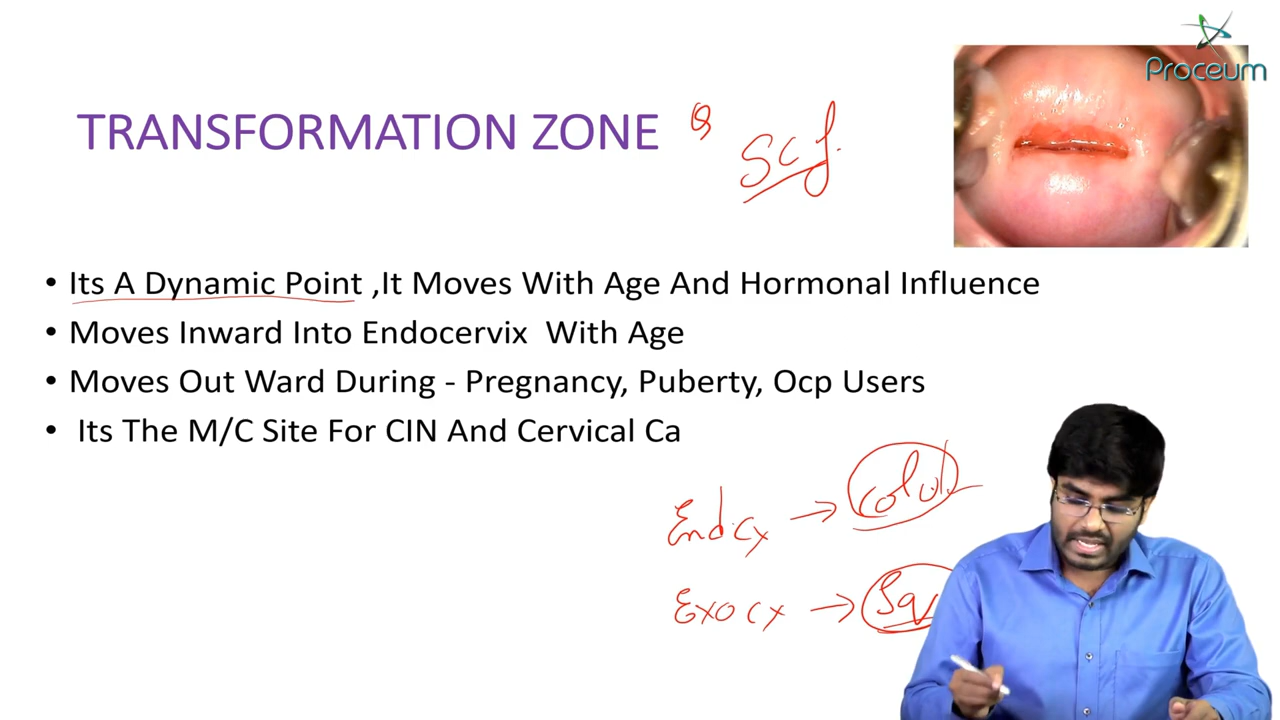 Proceum
TRANSFORMATION ZONE
SCJ
• Its A Dynamic Point ,It Moves With Age And Hormonal Influence
• Moves Inward Into Endocervix With Age
• Moves Out Ward During - Pregnancy, Puberty, Ocp Users
• Its The M/C Site For CIN And Cervical Ca
Endocx →
Exocx → Sq